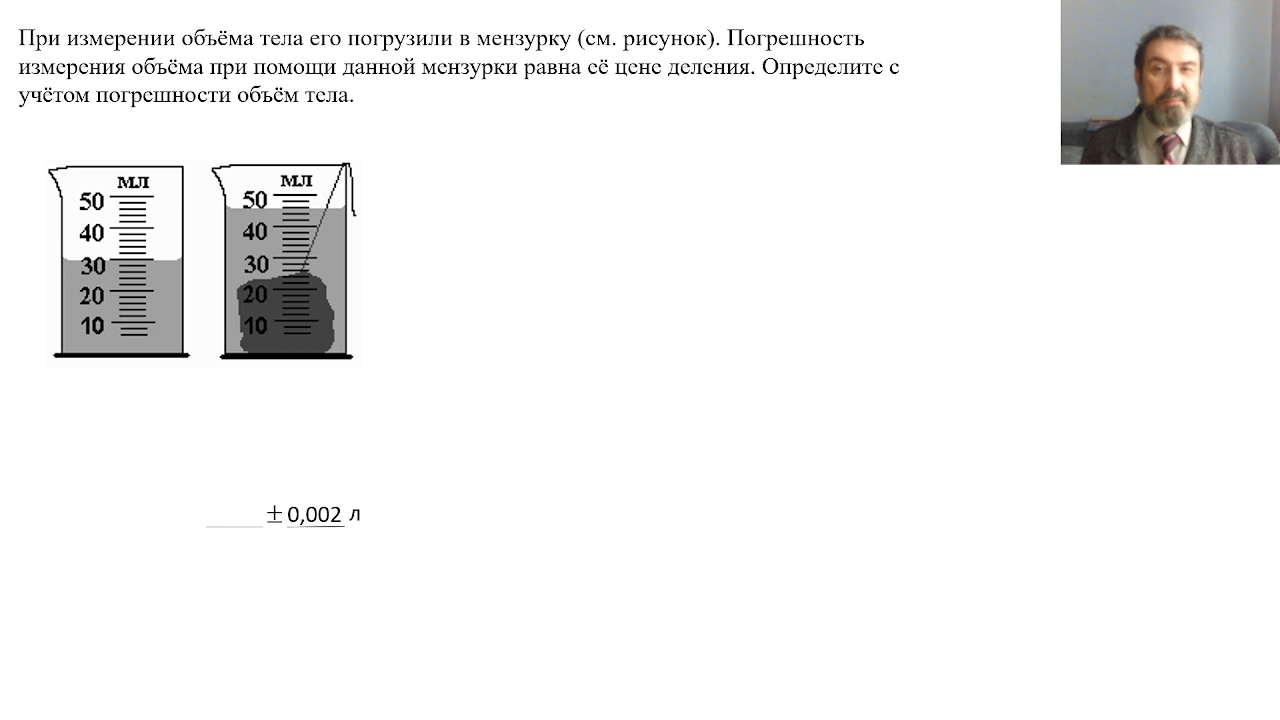 При измерении объёма тела его погрузили в мензурку (см. рисунок). Погрешность
измерения объёма при помощи данной мензурки равна её цене деления. Определите с
учётом погрешности объём тела.
мл
50
40
30
20
10
мл
50
40
30
20
10
± 0,002 л